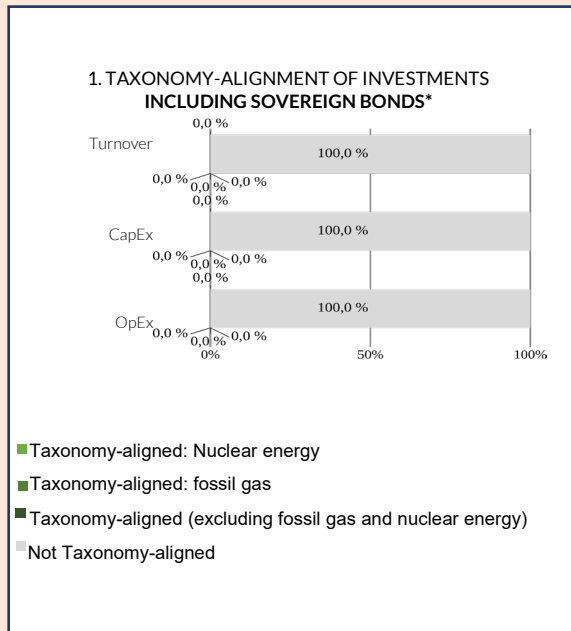 1. TAXONOMY-ALIGNMENT OF INVESTMENTS
INCLUDING SOVEREIGN BONDS*
0,0 %
Turnover
100,0 %
0,0 % 0,0 % 0,0 %
0,0 %
CapEx
100,0 %
0,0 % 0,0 % 0,0 %
0,0 %
OpEx
100,0 %
0,0 % 0,0 % 0,0 %
0% 50% 100%
Taxonomy-aligned: Nuclear energy
Taxonomy-aligned: fossil gas
Taxonomy-aligned (excluding fossil gas and nuclear energy)
Not Taxonomy-aligned